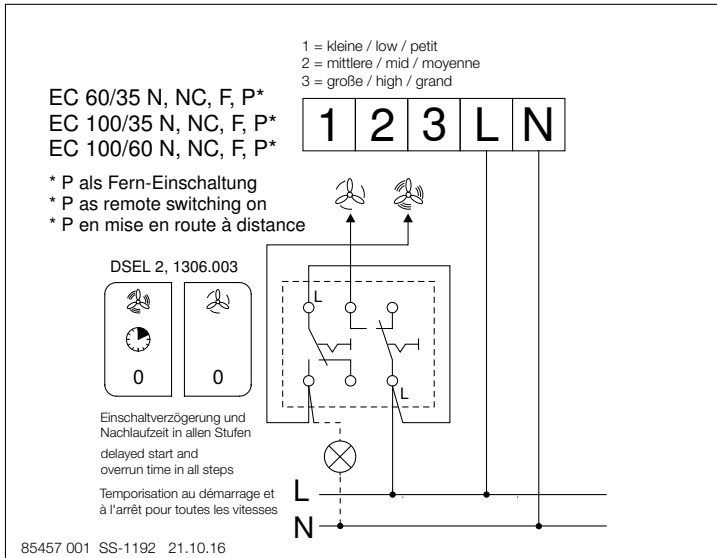 1 = kleine / low / petit
2 = mittlere / mid / moyenne
3 = große / high / grand
EC 60/35 N, NC, F, P*
EC 100/35 N, NC, F, P*
EC 100/60 N, NC, F, P*
1 2 3 L N
* P als Fern-Einschaltung
* P as remote switching on
* P en mise en route à distance
DSEL 2, 1306.003
L
0 0
L
Einschaltverzögerung und
Nachlaufzeit in allen Stufen
delayed start and
overrun time in all steps
Temporisation au démarrage et
à l'arrêt pour toutes les vitesses
L
N
85457 001 SS-1192 21.10.16